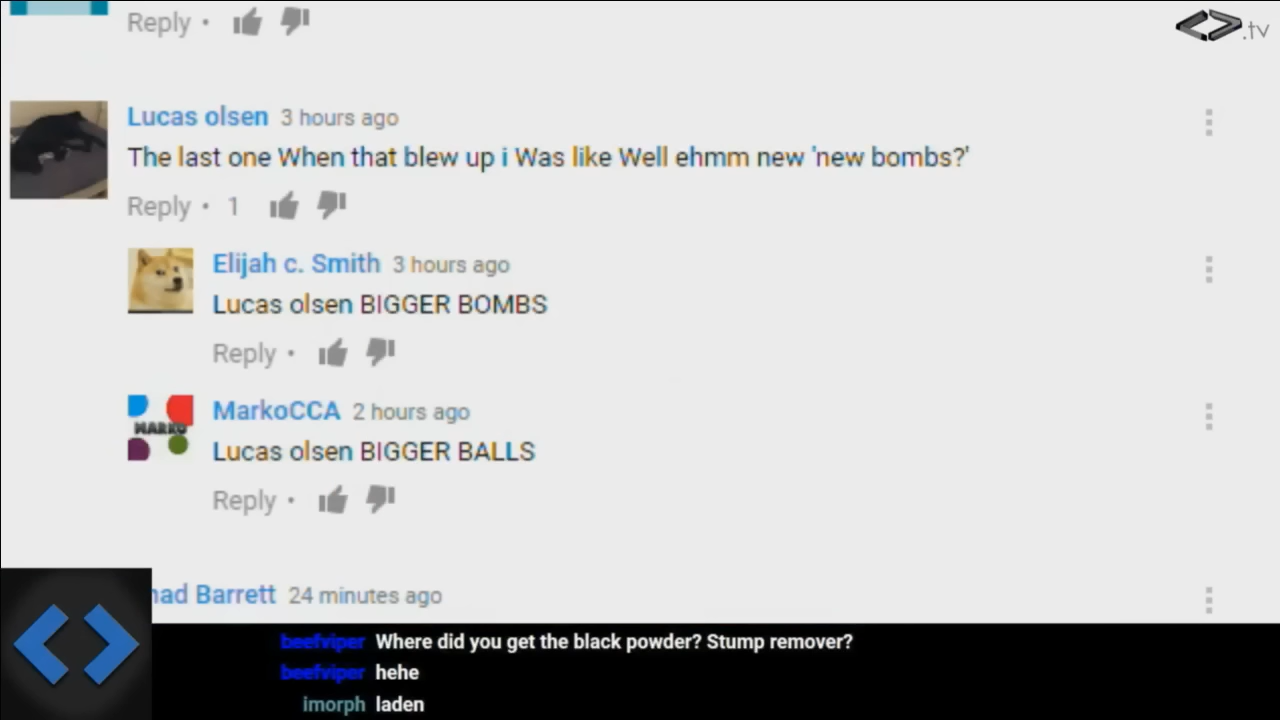 Reply •
.tv
Lucas olsen 3 hours ago
The last one When that blew up i Was like Well ehmm new 'new bombs?'
Reply • 1
Elijah c. Smith 3 hours ago
Lucas olsen BIGGER BOMBS
Reply •
MARKO
MarkoCCA 2 hours ago
Lucas olsen BIGGER BALLS
Reply •
Barrett 24 minutes ago
beefviper Where did you get the black powder? Stump remover?
beefviper hehe
imorph laden